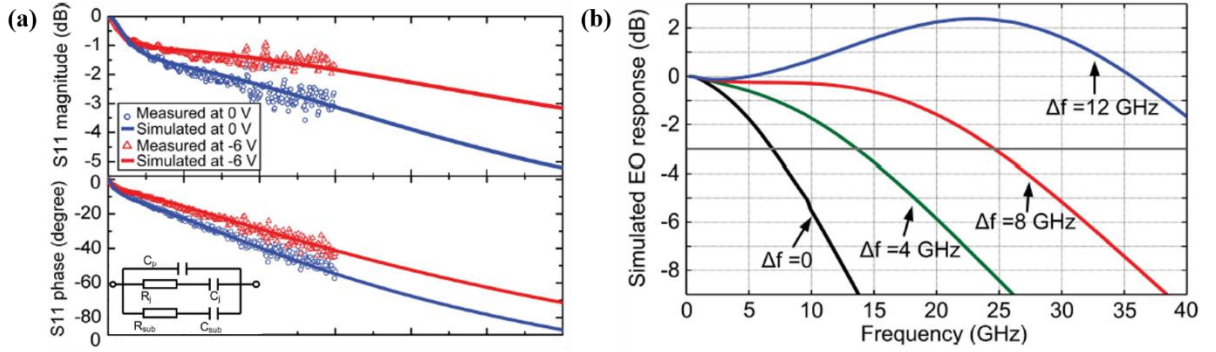 (a)
S11 magnitude (dB)
0
-1
-2
-3
-4
-5
Measured at 0 V
Simulated at 0 V
Measured at -6 V
Simulated at -6 V
S11 phase (degree)
0
-20
-40
-60
-80
0
Cp
Rj
Cj
Rsub
Csub
(b)
Simulated EO response (dB)
2
0
-2
-4
-6
-8
Δf =12 GHz
Δf =8 GHz
Δf =4 GHz
Δf =0
0 5 10 15 20 25 30 35 40
Frequency (GHz)